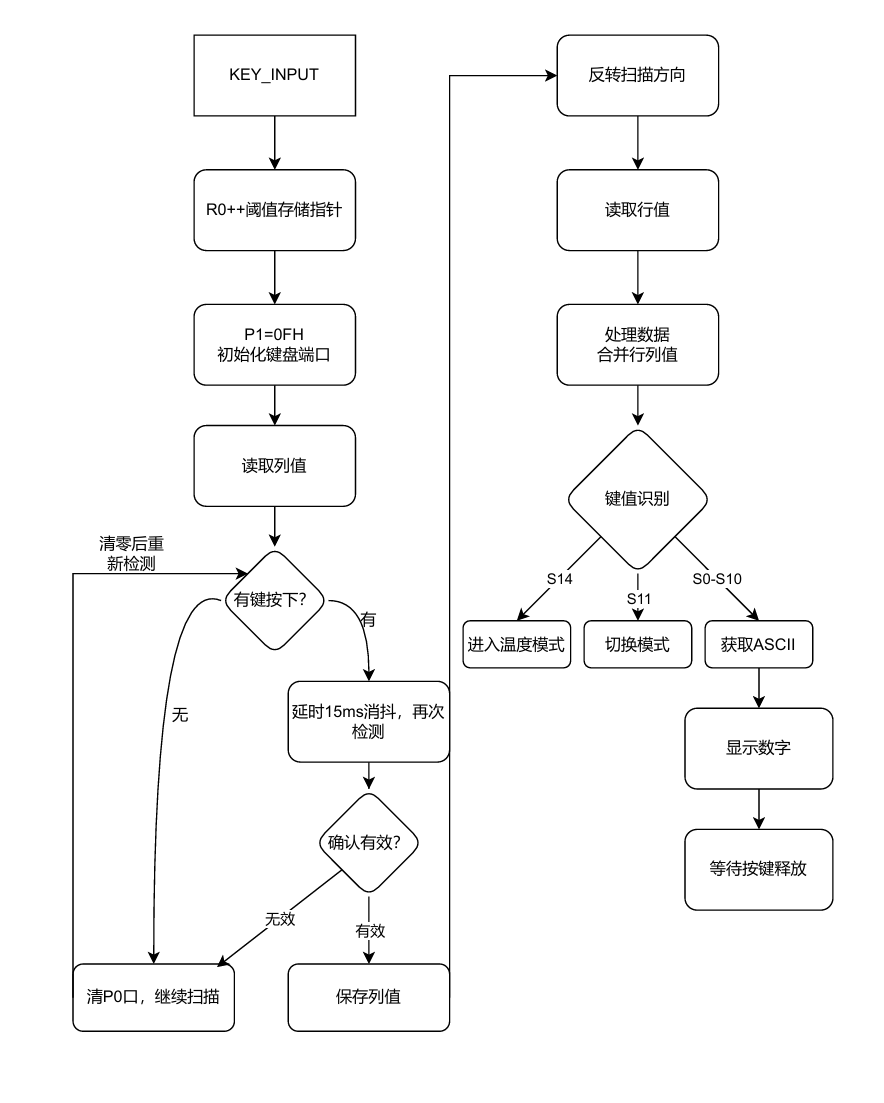 KEY_INPUT
R0++阈值存储指针
P1=0FH
初始化键盘端口
读取列值
清零后重
新检测
有键按下？
有
无
延时15ms消抖，再次
检测
确认有效？
无效
有效
清P0口，继续扫描
保存列值
反转扫描方向
读取行值
处理数据
合并行列值
键值识别
S14
S11
S0-S10
进入温度模式
切换模式
获取ASCII
显示数字
等待按键释放